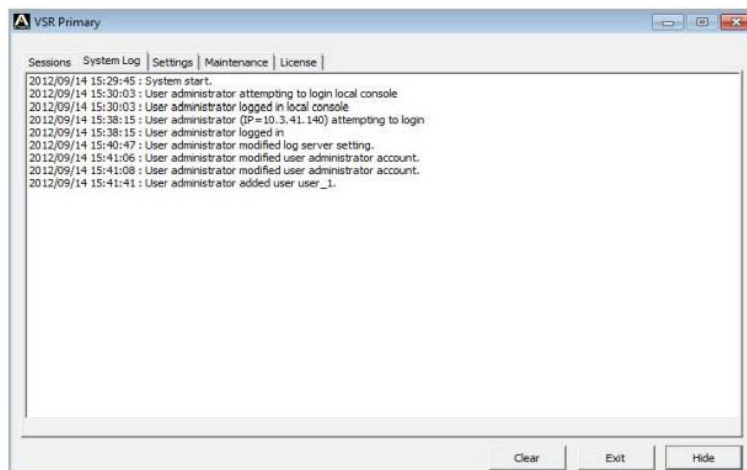 VSR Primary
Sessions System Log Settings Maintenance License
2012/09/14 15:29:45 : System start.
2012/09/14 15:30:03 : User administrator attempting to login local console
2012/09/14 15:30:03 : User administrator logged in local console
2012/09/14 15:38:15 : User administrator (IP=10.3.41.140) attempting to login
2012/09/14 15:38:15 : User administrator logged in
2012/09/14 15:40:47 : User administrator modified log server setting.
2012/09/14 15:41:06 : User administrator modified user administrator account.
2012/09/14 15:41:08 : User administrator modified user administrator account.
2012/09/14 15:41:41 : User administrator added user user_1.
Clear Exit Hide